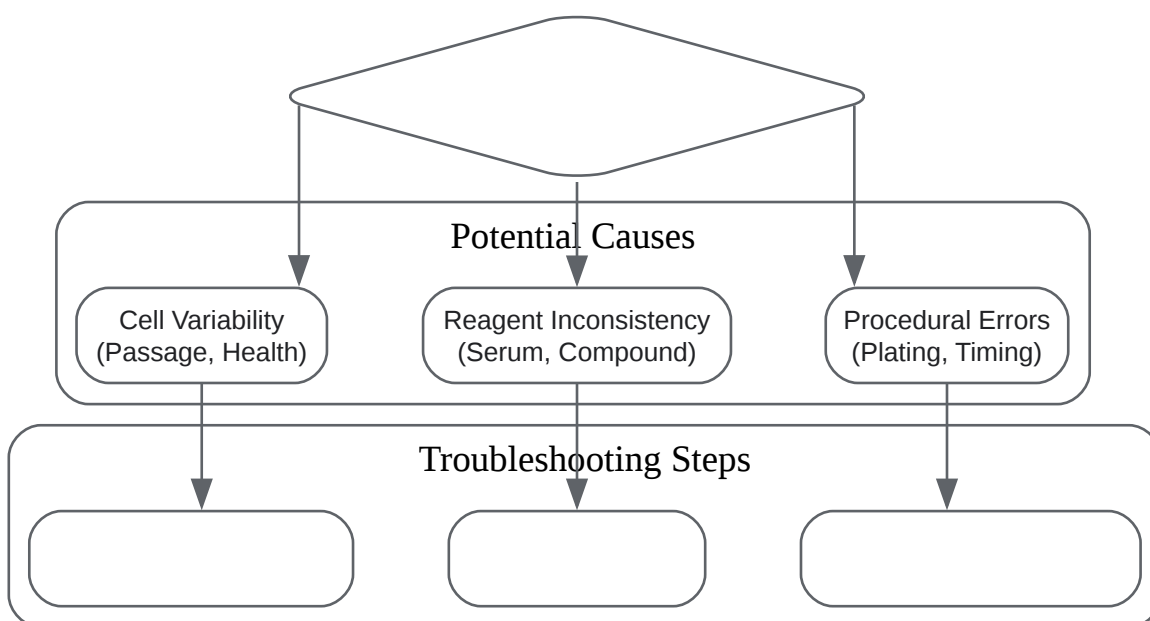 Potential Causes
Cell Variability
(Passage, Health)
Reagent Inconsistency
(Serum, Compound)
Procedural Errors
(Plating, Timing)
Troubleshooting Steps